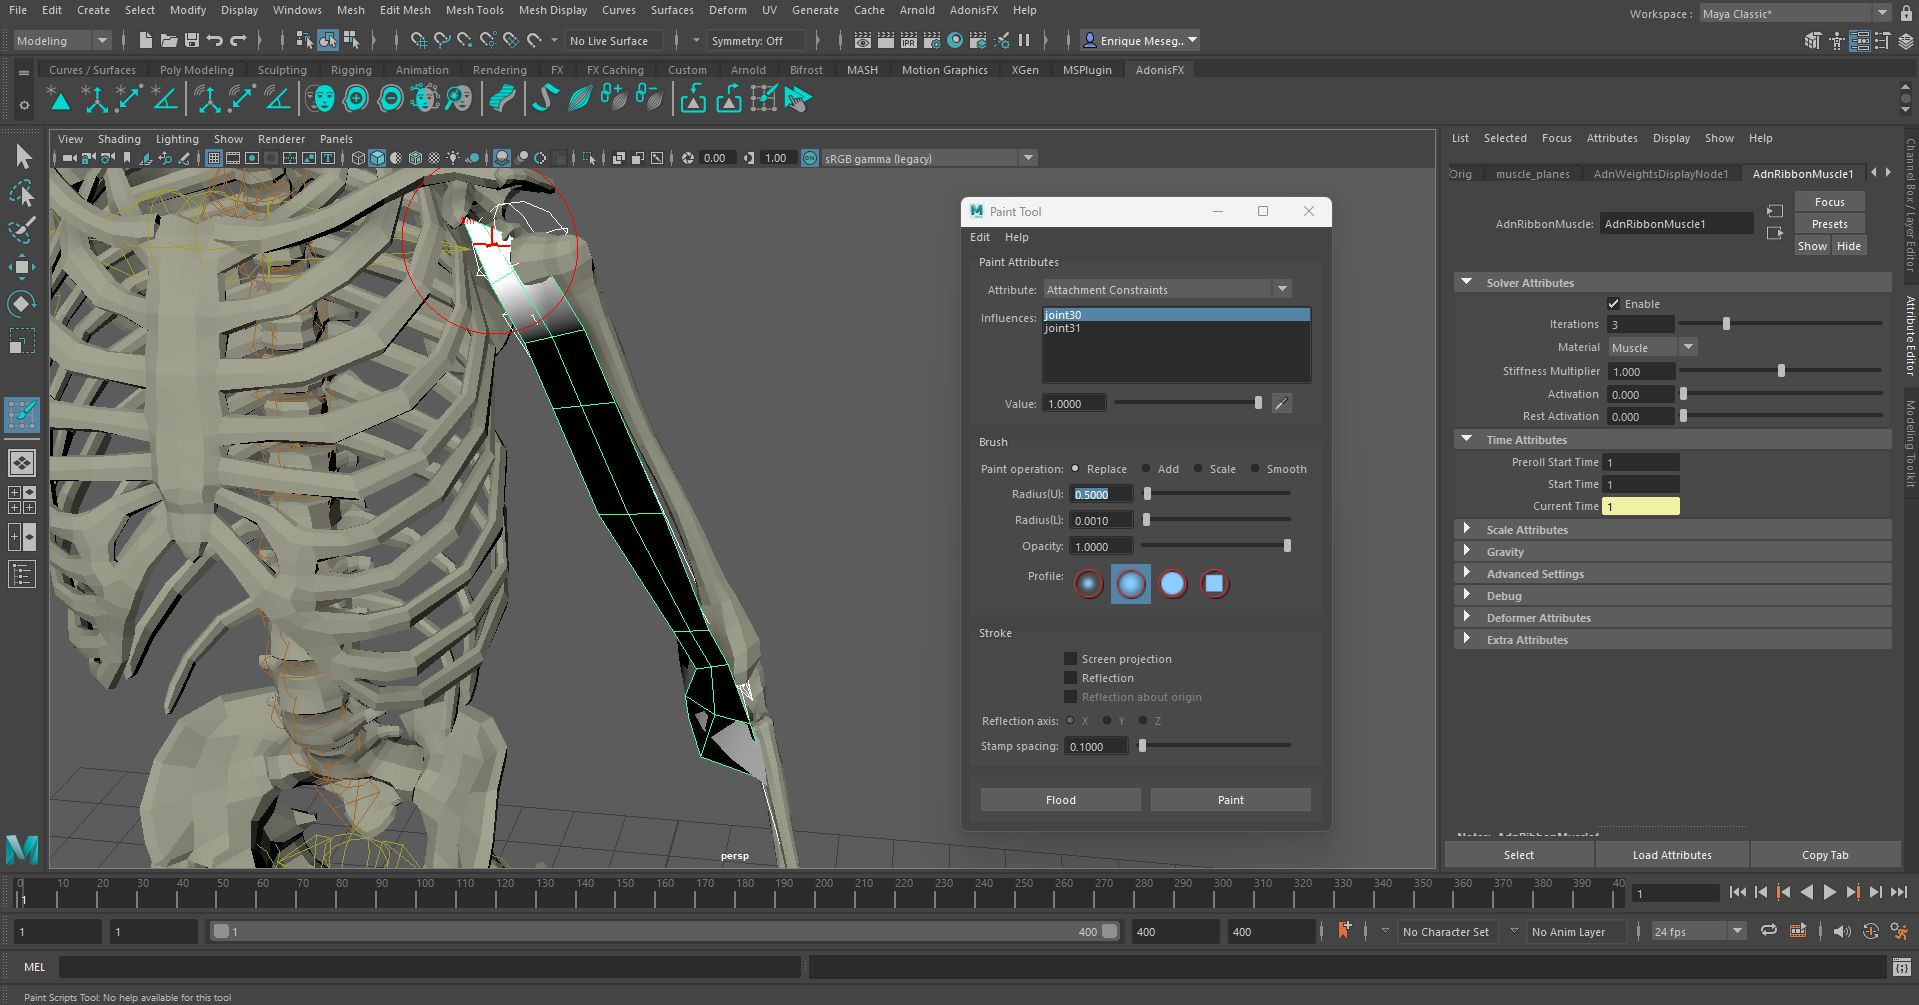 File Edit Create Select Modify Display Windows Mesh Edit Mesh Mesh Tools Mesh Display Curves Surfaces Deform UV Generate Cache Arnold AdonisFX Help
Workspace : Maya Classic*
Modeling No Live Surface Symmetry: Off IPR Enrique Meseg...
Curves / Surfaces Poly Modeling Sculpting Rigging Animation Rendering FX FX Caching Custom Arnold Bifrost MASH Motion Graphics XGen MSPlugin AdonisFX
View Shading Lighting Show Renderer Panels
0.00 1.00 ON sRGB gamma (legacy)
persp
M Paint Tool
Edit Help
Paint Attributes
Attribute: Attachment Constraints
Influences: joint30
joint31
Value: 1.0000
Brush
Paint operation: Replace Add Scale Smooth
Radius(U): 0.5000
Radius(L): 0.0010
Opacity: 1.0000
Profile:
Stroke
Screen projection
Reflection
Reflection about origin
Reflection axis: X Y Z
Stamp spacing: 0.1000
Flood Paint
List Selected Focus Attributes Display Show Help
Orig muscle_planes AdnWeightsDisplayNode1 AdnRibbonMuscle1
Focus
AdnRibbonMuscle: AdnRibbonMuscle1 Presets
Show Hide
Solver Attributes
Enable
Iterations 3
Material Muscle
Stiffness Multiplier 1.000
Activation 0.000
Rest Activation 0.000
Time Attributes
Preroll Start Time 1
Start Time 1
Current Time 1
Scale Attributes
Gravity
Advanced Settings
Debug
Deformer Attributes
Extra Attributes
Notes: AdnRibbonMuscle1
Select Load Attributes Copy Tab
Channel Box / Layer Editor
Attribute Editor
Modeling Toolkit
M
0 10 20 30 40 50 60 70 80 90 100 110 120 130 140 150 160 170 180 190 200 210 220 230 240 250 260 270 280 290 300 310 320 330 340 350 360 370 380 390 40
1 1
1 1 1 400 400 400 No Character Set No Anim Layer 24 fps
MEL
Paint Scripts Tool: No help available for this tool